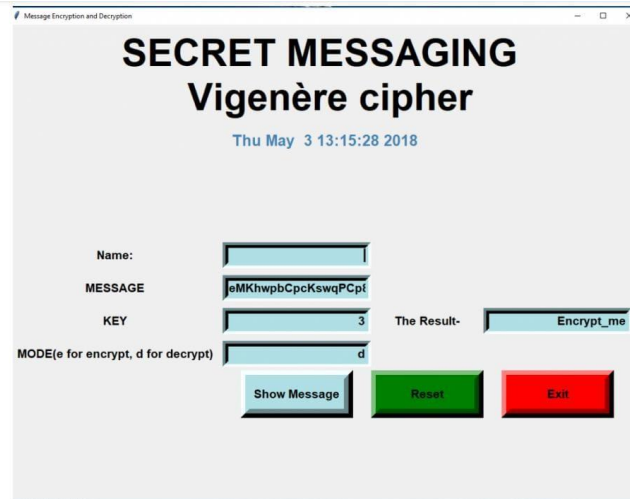 Message Encryption and Decryption
SECRET MESSAGING
Vigenère cipher
Thu May 3 13:15:28 2018
Name:
MESSAGE eMKhwpbCpcKswqPCp8
KEY 3 The Result- Encrypt_me
MODE(e for encrypt, d for decrypt) d
Show Message Reset Exit